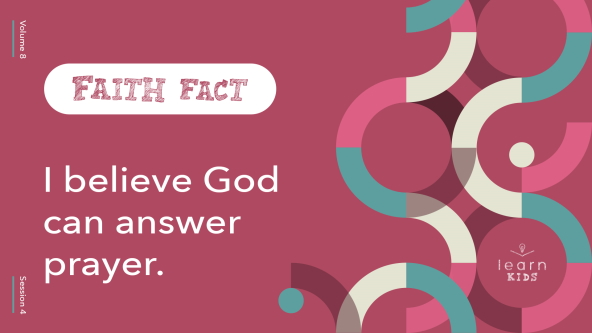 Volume 8
FAITH FACT
I believe God
can answer
prayer.
Session 4
learn
KIDS